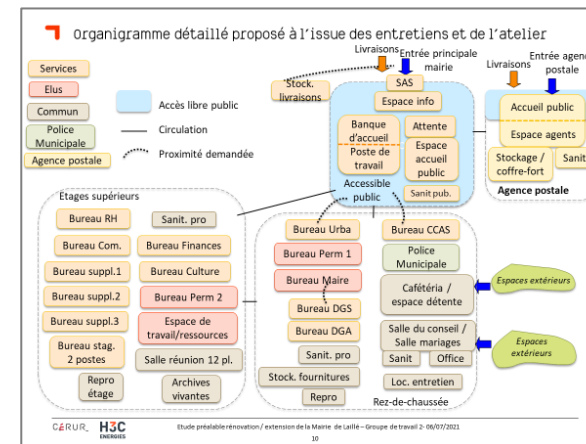 Organigramme détaillé proposé à l'issue des entretiens et de l'atelier
Services
Elus
Commun
Police
Municipale
Agence postale
Accès libre public
Circulation
Proximité demandée
Livraisons
Entrée principale
mairie
Stock.
livraisons
SAS
Espace info
Banque
d'accueil
Poste de
travail
Attente
Espace
accueil
public
Accessible
public
Sanit pub.
Livraisons
Entrée agence
postale
Accueil public
Espace agents
Stockage /
coffre-fort
Sanit
Agence postale
Etages supérieurs
Bureau RH
Sanit. pro
Bureau Com.
Bureau Finances
Bureau suppl.1
Bureau Culture
Bureau suppl.2
Bureau Perm 2
Bureau suppl.3
Espace de
travail/ressources
Bureau stag.
2 postes
Salle réunion 12 pl.
Repro
étage
Archives
vivantes
Bureau Urba
Bureau CCAS
Bureau Perm 1
Police
Municipale
Bureau Maire
Cafétéria /
espace détente
Bureau DGS
Bureau DGA
Salle du conseil /
Salle mariages
Sanit. pro
Sanit
Office
Stock. fournitures
Repro
Loc. entretien
Rez-de-chaussée
Espaces extérieurs
Espaces
extérieurs
CÉRUR
H3C
ENERGIES
Etude préalable rénovation / extension de la Mairie de Laillé – Groupe de travail 2- 06/07/2021
10